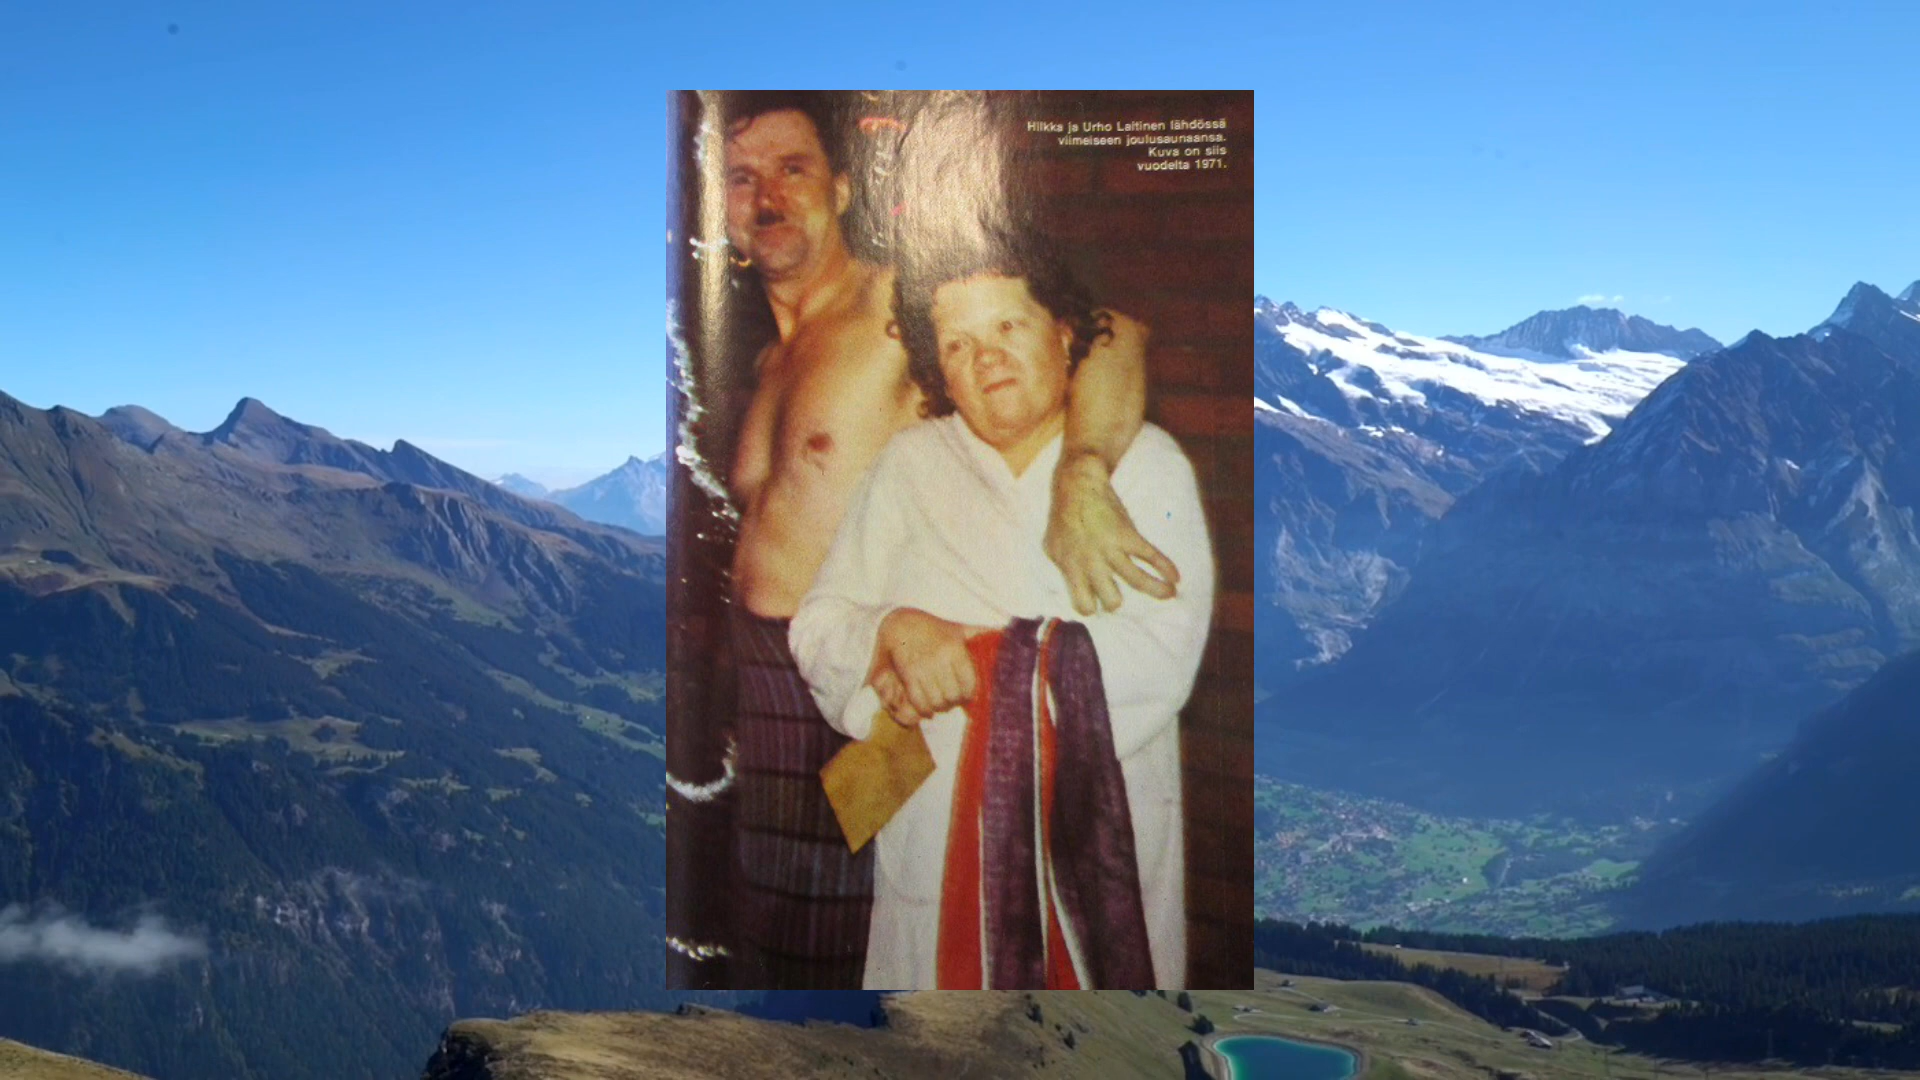 Hilkka ja Urho Laitinen lähdössä
viimeiseen joulusaunaansa.
Kuva on siis
vuodelta 1971.